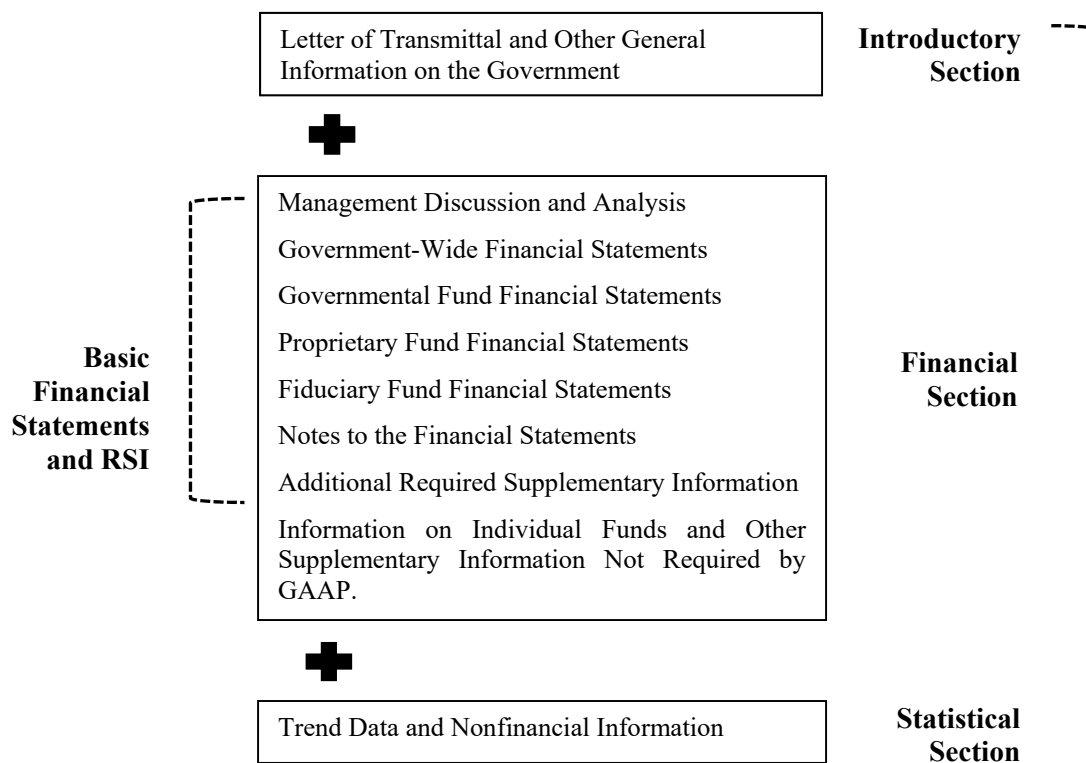 Letter of Transmittal and Other General
Information on the Government
Introductory
Section
Management Discussion and Analysis
Government-Wide Financial Statements
Governmental Fund Financial Statements
Proprietary Fund Financial Statements
Fiduciary Fund Financial Statements
Notes to the Financial Statements
Additional Required Supplementary Information
Information on Individual Funds and Other
Supplementary Information Not Required by
GAAP.
Basic
Financial
Statements
and RSI
Financial
Section
Trend Data and Nonfinancial Information
Statistical
Section